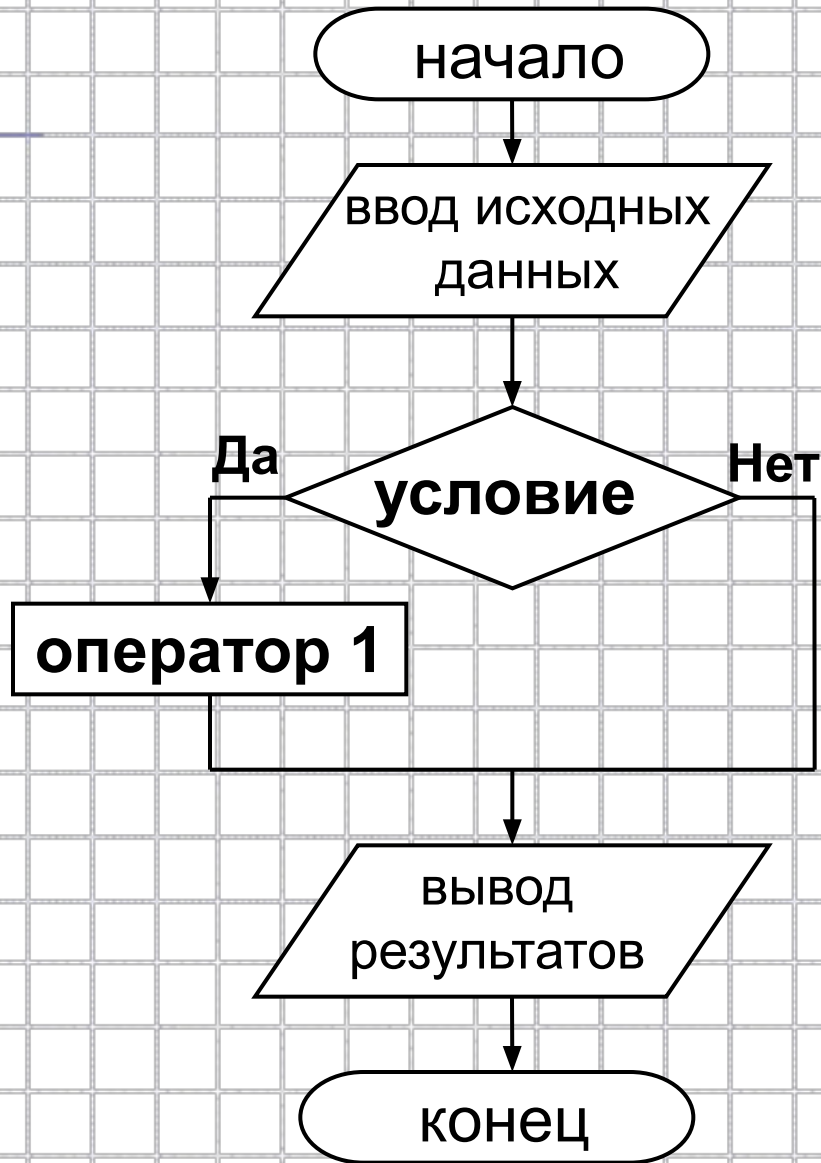 начало
ввод исходных
данных
Да
Нет
условие
оператор 1
вывод
результатов
конец